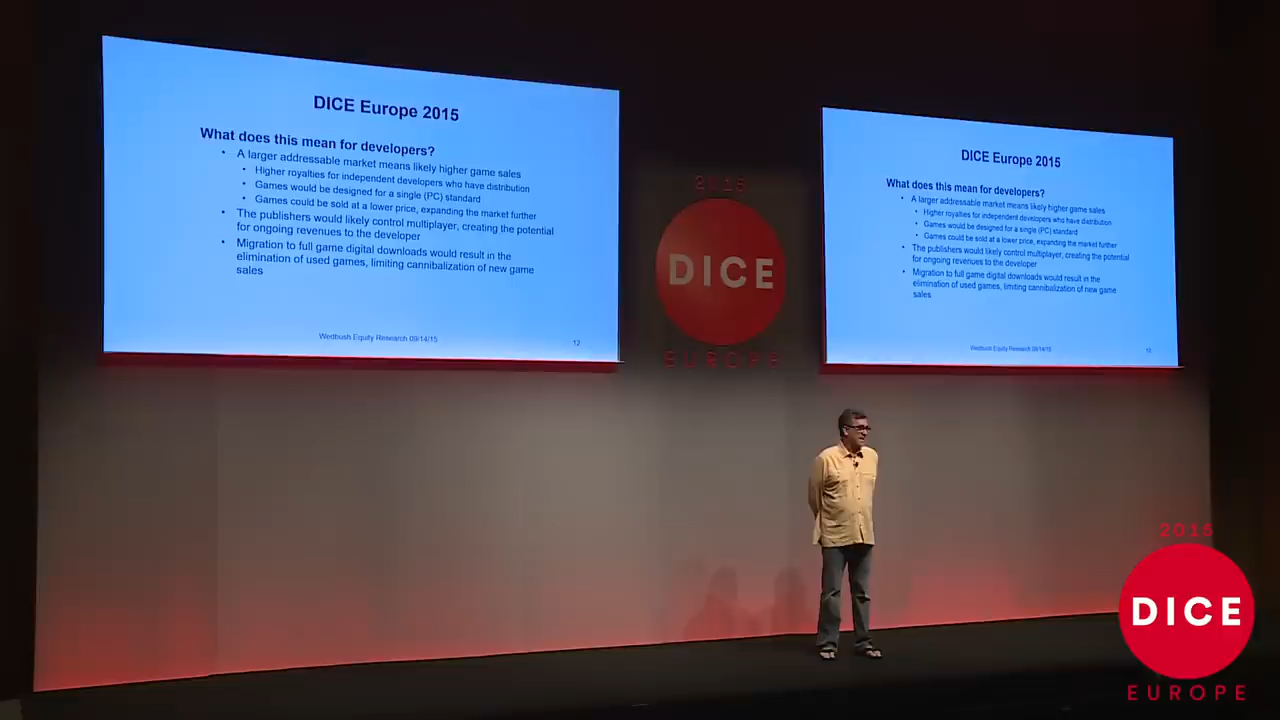 DICE Europe 2015
What does this mean for developers?
• A larger addressable market means likely higher game sales
• Higher royalties for independent developers who have distribution
• Games would be designed for a single (PC) standard
• Games could be sold at a lower price, expanding the market further
• The publishers would likely control multiplayer, creating the potential
for ongoing revenues to the developer
• Migration to full game digital downloads would result in the
elimination of used games, limiting cannibalization of new game
sales
Wedbush Equity Research 09/14/15
12
2015
DICE
EUROPE
DICE Europe 2015
What does this mean for developers?
• A larger addressable market means likely higher game sales
• Higher royalties for independent developers who have distribution
• Games would be designed for a single (PC) standard
• Games could be sold at a lower price, expanding the market further
• The publishers would likely control multiplayer, creating the potential
for ongoing revenues to the developer
• Migration to full game digital downloads would result in the
elimination of used games, limiting cannibalization of new game
sales
Wedbush Equity Research 09/14/15
12
2015
DICE
EUROPE